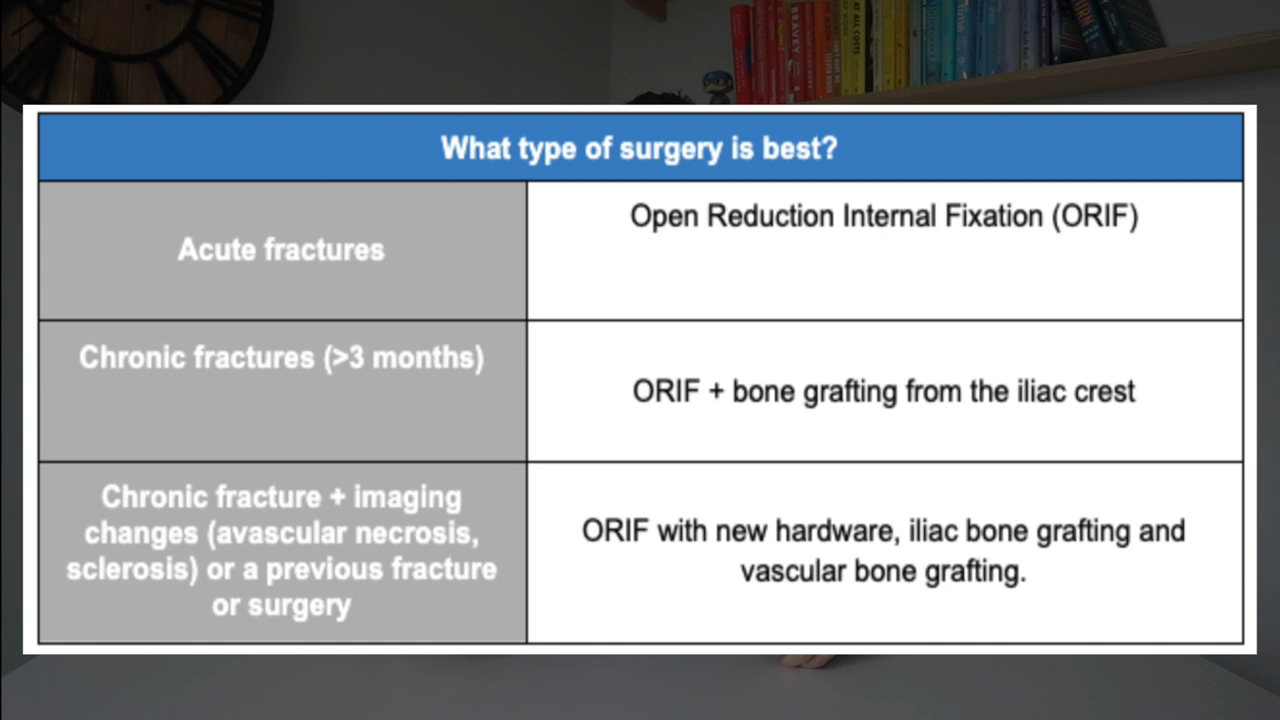 What type of surgery is best?
Acute fractures
Open Reduction Internal Fixation (ORIF)
Chronic fractures (>3 months)
ORIF + bone grafting from the iliac crest
Chronic fracture + imaging
changes (avascular necrosis,
sclerosis) or a previous fracture
or surgery
ORIF with new hardware, iliac bone grafting and
vascular bone grafting.